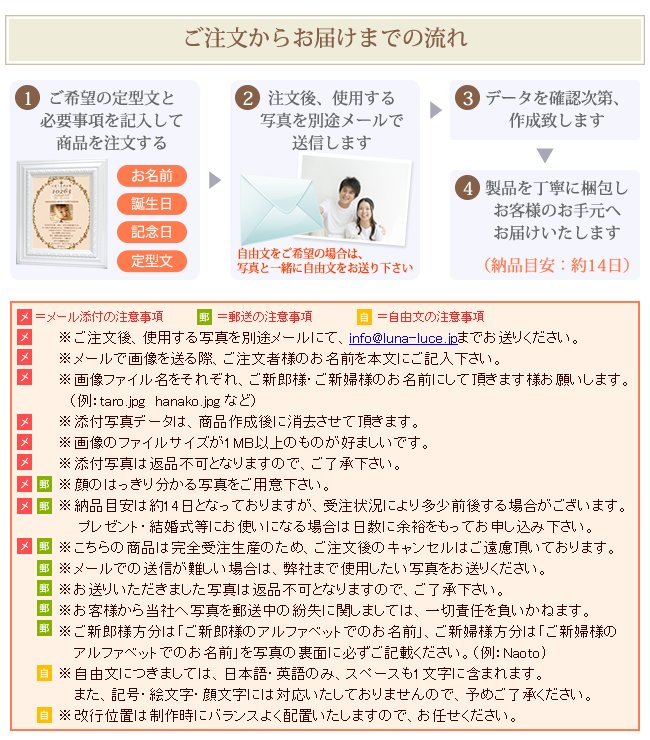 ご注文からお届けまでの流れ
1 ご希望の定型文と
必要事項を記入して
商品を注文する
お名前
誕生日
記念日
定型文
2 注文後、使用する
写真を別途メールで
送信します
自由文をご希望の場合は、
写真と一緒に自由文をお送り下さい
3 データを確認次第、
作成致します
4 製品を丁寧に梱包し
お客様のお手元へ
お届けいたします
(納品目安：約14日)
メ =メール添付の注意事項 郵 =郵送の注意事項 自 =自由文の注意事項
メ ※ご注文後、使用する写真を別途メールにて、info@luna-luce.jpまでお送りください。
メ ※メールで画像を送る際、ご注文者様のお名前を本文にご記入下さい。
メ ※画像ファイル名をそれぞれ、ご新郎様・ご新婦様のお名前にして頂きます様お願いします。
(例:taro.jpg hanako.jpgなど)
メ ※添付写真データは、商品作成後に消去させて頂きます。
メ ※画像のファイルサイズが1MB以上のものが好ましいです。
メ ※添付写真は返品不可となりますので、ご了承下さい。
メ 郵 ※顔のはっきり分かる写真をご用意下さい。
メ 郵 ※納品目安は約14日となっておりますが、受注状況により多少前後する場合がございます。
プレゼント・結婚式等にお使いになる場合は日数に余裕をもってお申し込み下さい。
メ 郵 ※こちらの商品は完全受注生産のため、ご注文後のキャンセルはご遠慮頂いております。
郵 ※メールでの送信が難しい場合は、弊社まで使用したい写真をお送りください。
郵 ※お送りいただきました写真は返品不可となりますので、ご了承下さい。
郵 ※お客様から当社へ写真を郵送中の紛失に関しましては、一切責任を負いかねます。
郵 ※ご新郎様方分は「ご新郎様のアルファベットでのお名前」、ご新婦様方分は「ご新婦様の
アルファベットでのお名前」を写真の裏面に必ずご記載ください。(例:Naoto)
自 ※自由文につきましては、日本語・英語のみ、スペースも1文字に含まれます。
また、記号・絵文字・顔文字には対応いたしておりませんので、予めご了承ください。
自 ※改行位置は制作時にバランスよく配置いたしますので、お任せください。